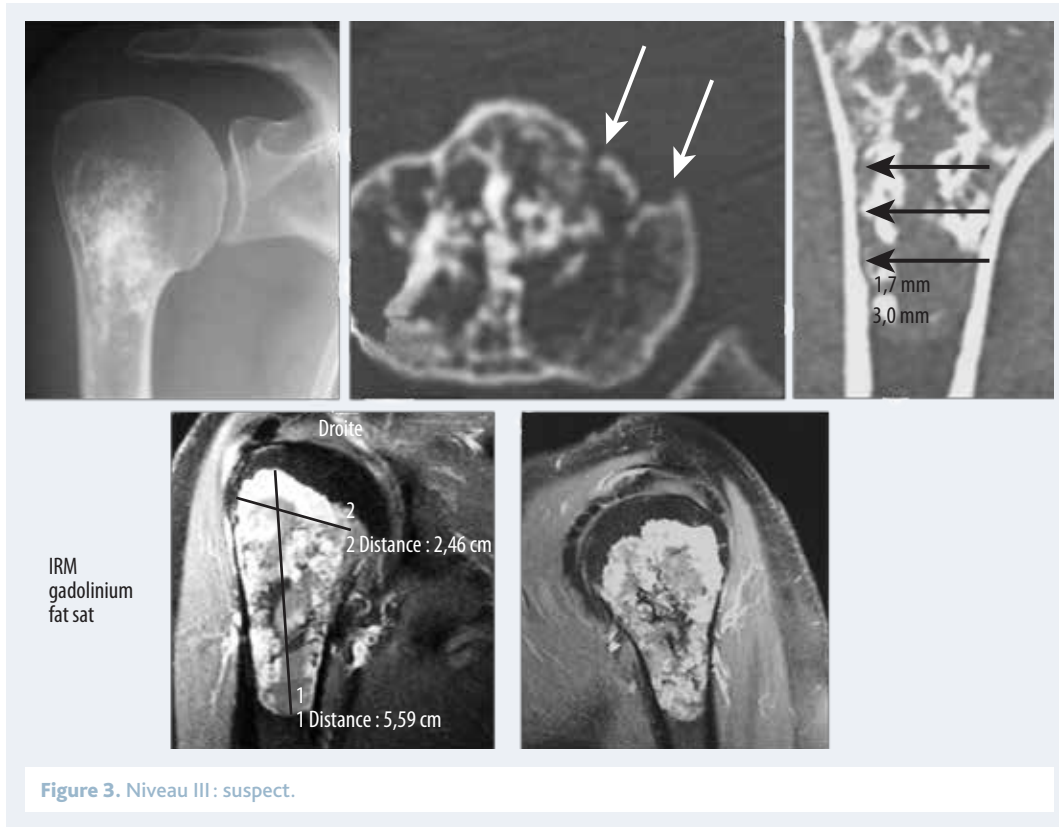 1,7 mm
3,0 mm
Droite
2
2 Distance : 2,46 cm
IRM
gadolinium
fat sat
1
1 Distance : 5,59 cm
Figure 3. Niveau III : suspect.